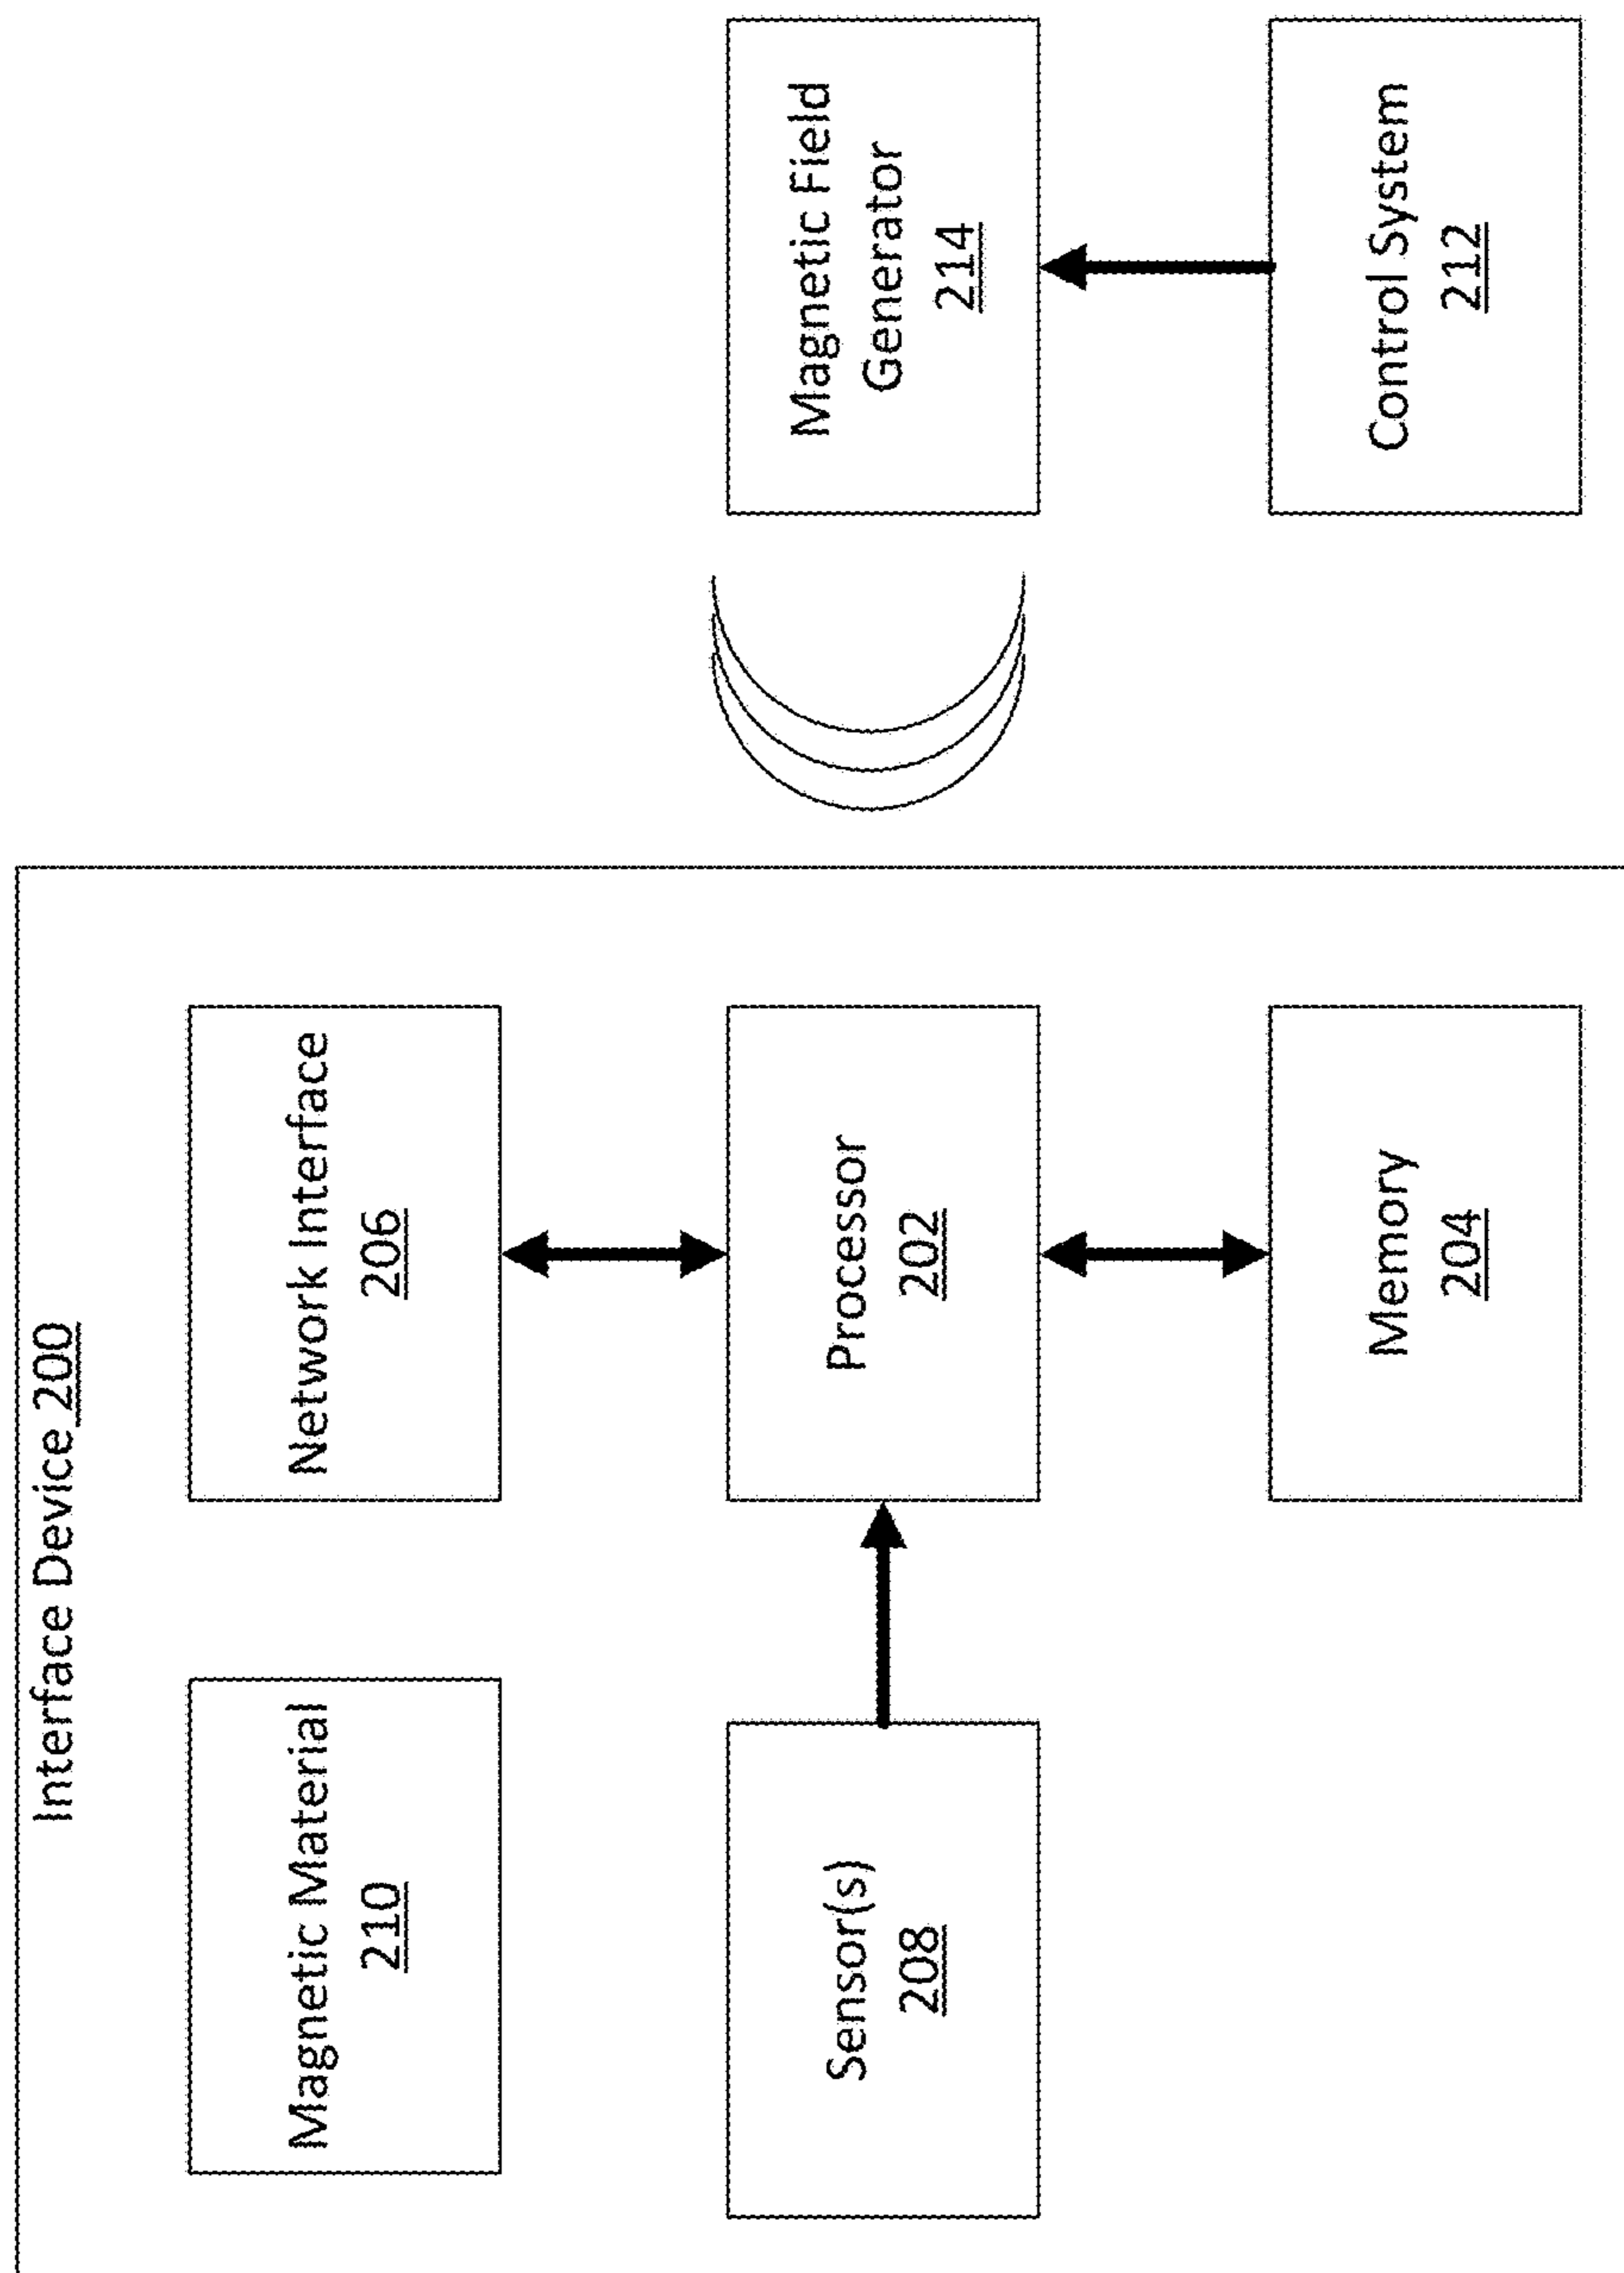 Interface Device 200
Magnetic Material
210
Network Interface
206
Sensor(s)
208
Processor
202
Magnetic Field
Generator
214
Memory
204
Control System
212